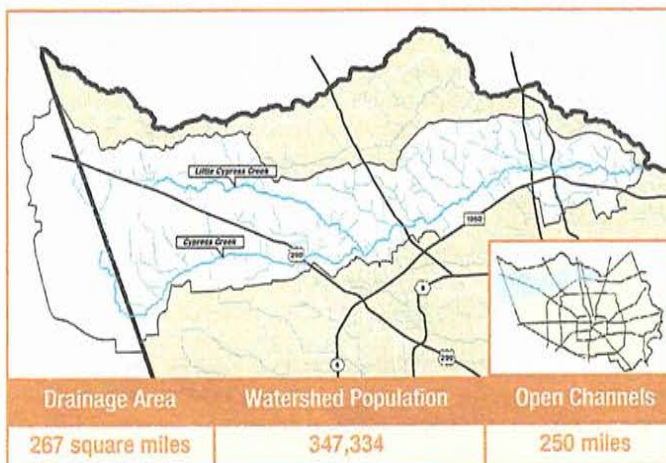 Little Cypress Creek
Cypress Creek
290
1960
6
290
6
Drainage Area
Watershed Population
Open Channels
267 square miles
347,334
250 miles